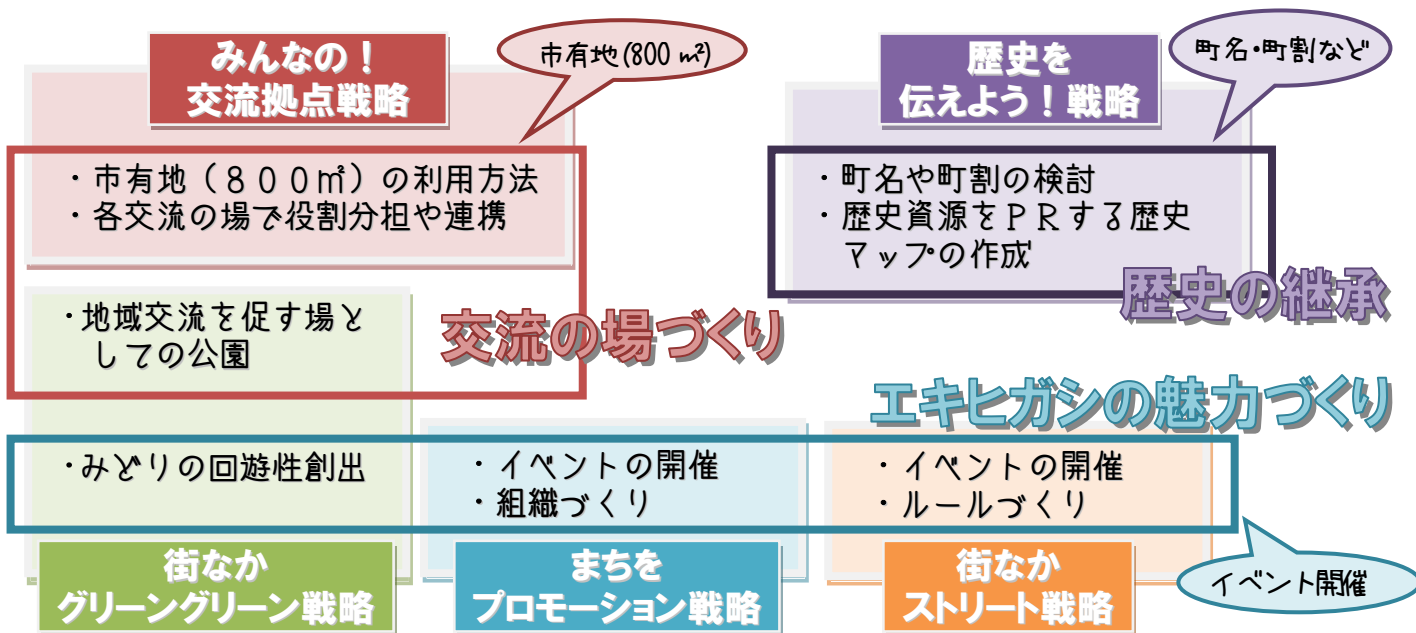 みんなの！
交流拠点戦略
市有地(800 ㎡)
・市有地（８００㎡）の利用方法
・各交流の場で役割分担や連携
歴史を
伝えよう！戦略
町名・町割など
・町名や町割の検討
・歴史資源をＰＲする歴史
マップの作成
歴史の継承
・地域交流を促す場と
しての公園
交流の場づくり
エキヒガシの魅力づくり
・みどりの回遊性創出
・イベントの開催
・組織づくり
・イベントの開催
・ルールづくり
街なか
グリーングリーン戦略
まちを
プロモーション戦略
街なか
ストリート戦略
イベント開催